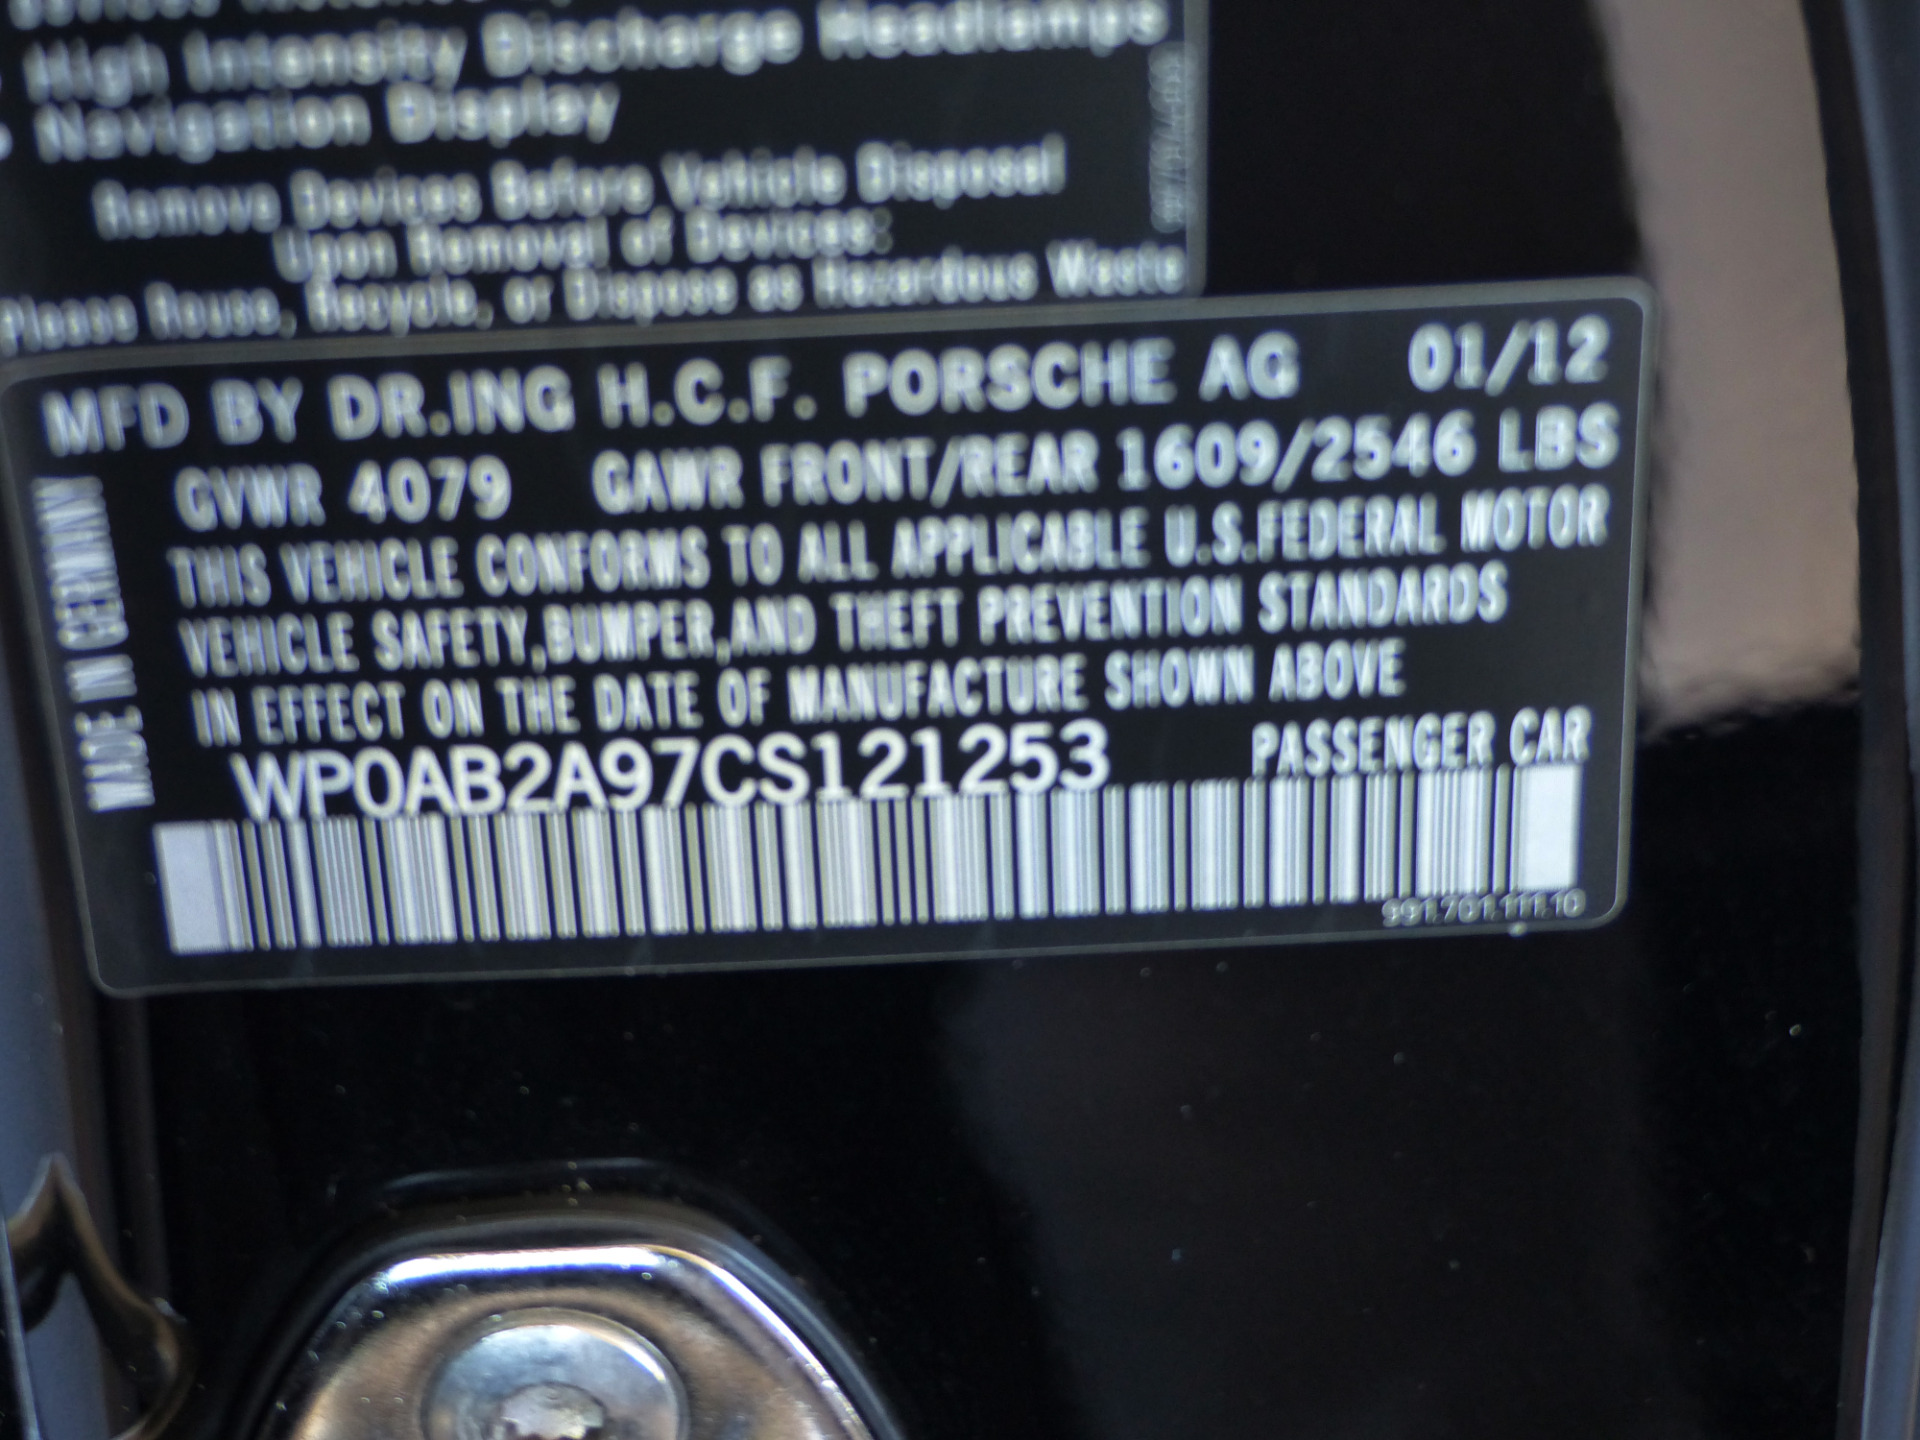 High Intensity Discharge Headlamps
Navigation Display
Remove Devices Before Vehicle Disposal
Upon Removal of Devices:
Please Reuse, Recycle, or Dispose as Hazardous Waste
MFD BY DR.ING H.C.F. PORSCHE AG 01/12
GVWR 4079 GAWR FRONT/REAR 1609/2546 LBS
THIS VEHICLE CONFORMS TO ALL APPLICABLE U.S.FEDERAL MOTOR
VEHICLE SAFETY,BUMPER,AND THEFT PREVENTION STANDARDS
IN EFFECT ON THE DATE OF MANUFACTURE SHOWN ABOVE
WP0AB2A97CS121253 PASSENGER CAR
991.701.111.10
MADE IN GERMANY